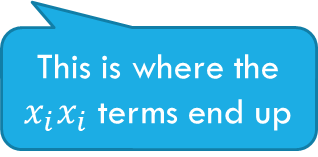 This is where the
𝑥ᵢ𝑥ᵢ terms end up